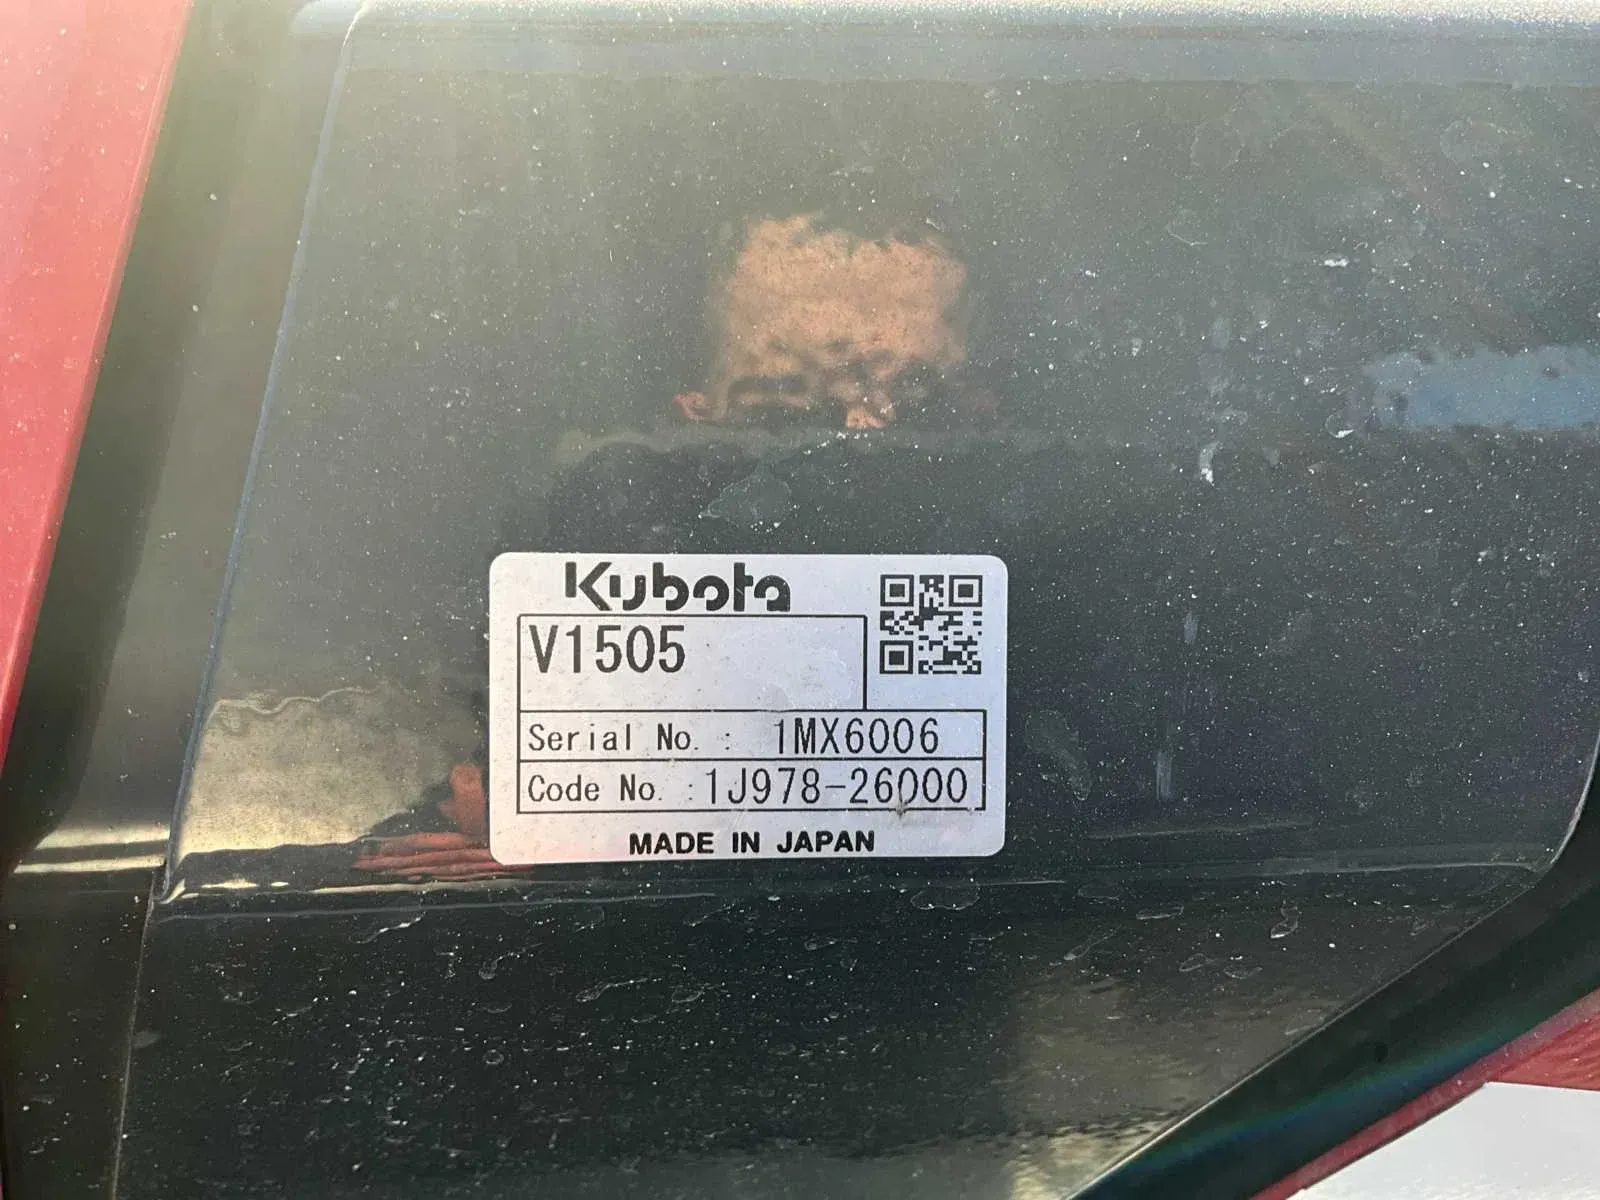 Kubota
V1505
Serial No. : 1MX6006
Code No. : 1J978-26000
MADE IN JAPAN